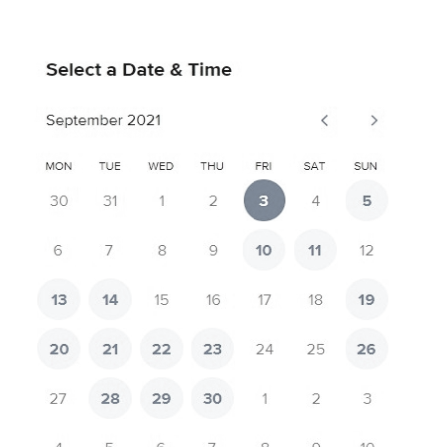 Select a Date & Time
September 2021
MON TUE WED THU FRI SAT SUN
30 31 1 2 3 4 5
6 7 8 9 10 11 12
13 14 15 16 17 18 19
20 21 22 23 24 25 26
27 28 29 30 1 2 3